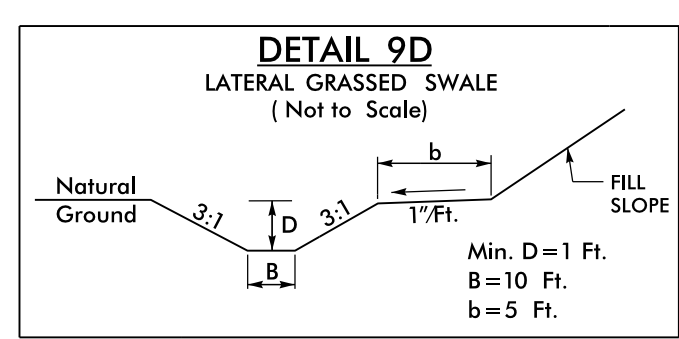 DETAIL 9D
LATERAL GRASSED SWALE
( Not to Scale)
b
Natural
Ground
3:1
D
3:1
1"/Ft.
FILL
SLOPE
B
Min. D=1 Ft.
B=10 Ft.
b=5 Ft.